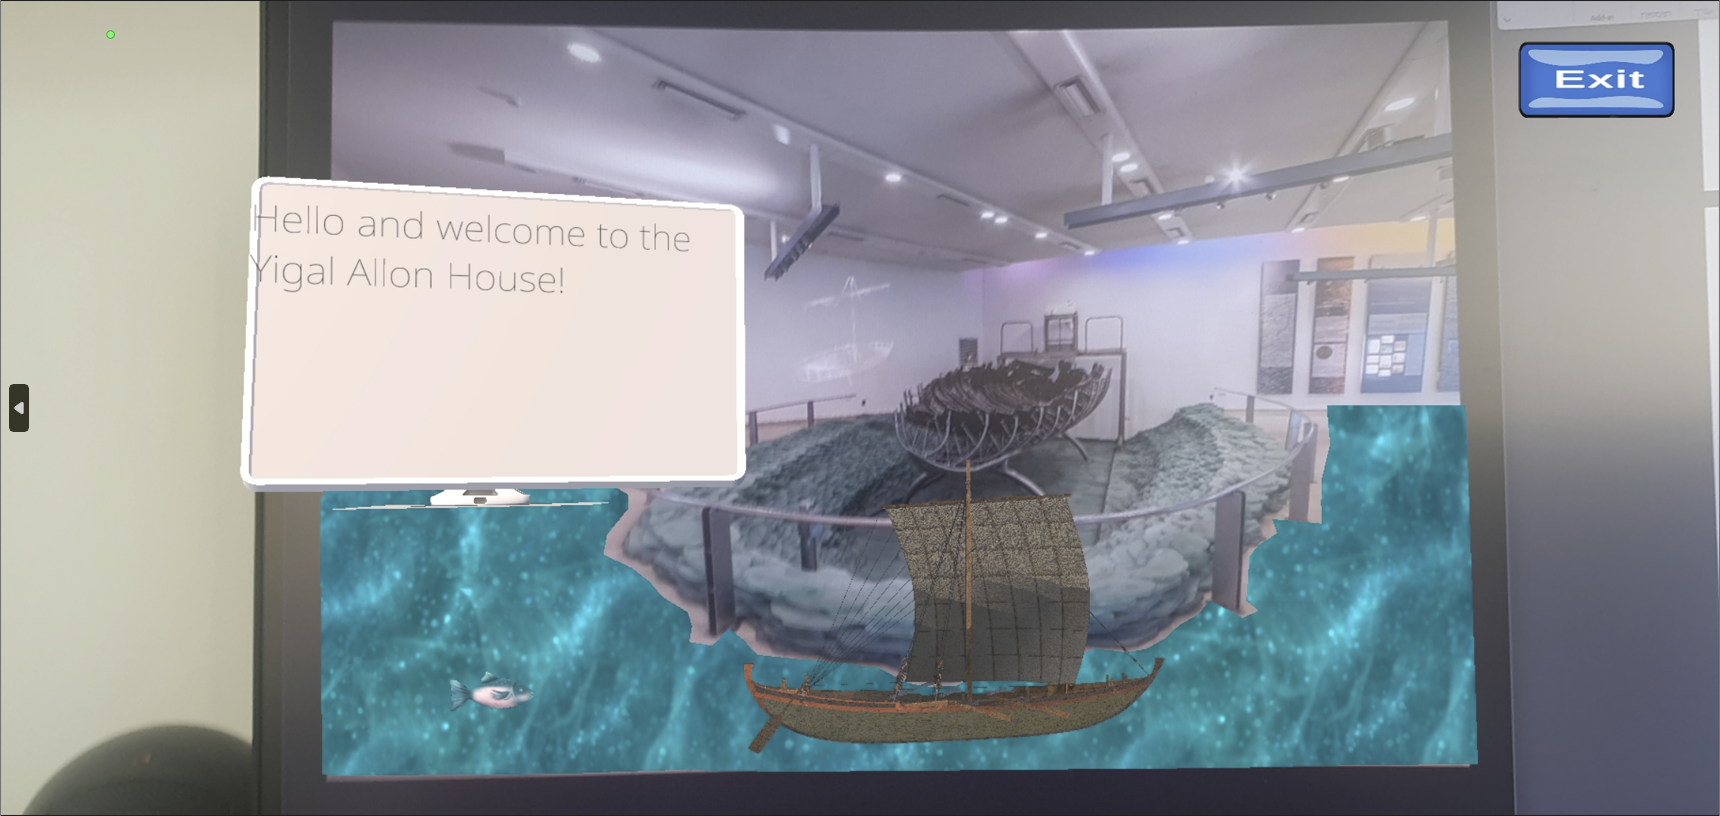 Hello and welcome to the
Yigal Allon House!
Exit